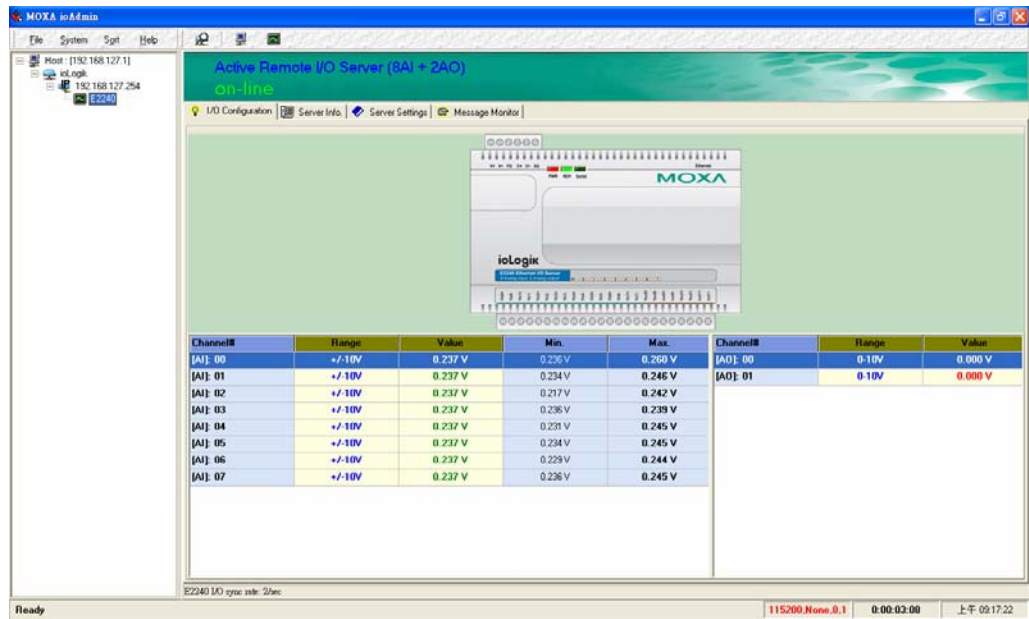 MOXA ioAdmin
File System Sort Help
Host : [192.168.127.1]
ioLogik
192.168.127.254
E2240
Active Remote I/O Server (8AI + 2AO)
on-line
I/O Configuration Server Info. Server Settings Message Monitor
MOXA
ioLogik
Channel# Range Value Min. Max. Channel# Range Value
[AI]: 00 +/-10V 0.237 V 0.236 V 0.260 V [AO]: 00 0-10V 0.000 V
[AI]: 01 +/-10V 0.237 V 0.234 V 0.246 V [AO]: 01 0-10V 0.000 V
[AI]: 02 +/-10V 0.237 V 0.217 V 0.242 V
[AI]: 03 +/-10V 0.237 V 0.236 V 0.239 V
[AI]: 04 +/-10V 0.237 V 0.231 V 0.245 V
[AI]: 05 +/-10V 0.237 V 0.234 V 0.245 V
[AI]: 06 +/-10V 0.237 V 0.229 V 0.244 V
[AI]: 07 +/-10V 0.237 V 0.236 V 0.245 V
E2240 I/O sync rate: 2/sec
Ready 115200,None,8,1 0:00:03:00 上午 09:17:22